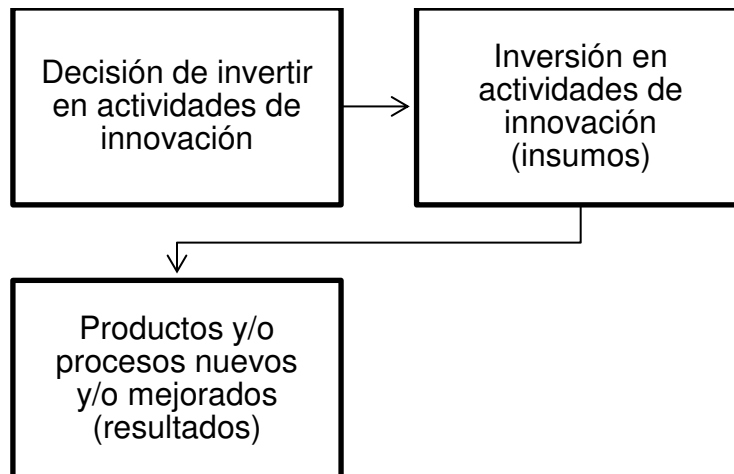 Decisión de invertir
en actividades de
innovación
Inversión en
actividades de
innovación
(insumos)
Productos y/o
procesos nuevos
y/o mejorados
(resultados)